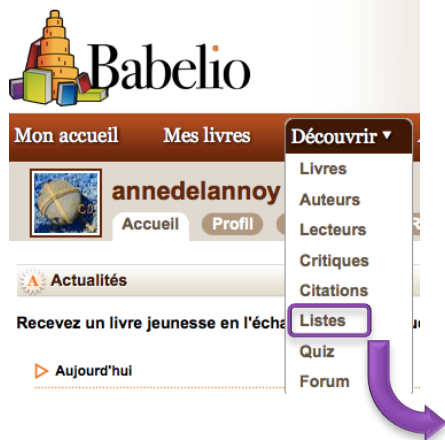 Babelio
Mon accueil Mes livres Découvrir ▼
Livres
annedelannoy
Auteurs
Accueil Profil
Lecteurs
Critiques
A Actualités
Citations
Recevez un livre jeunesse en l'écha
Listes
Quiz
Aujourd'hui
Forum